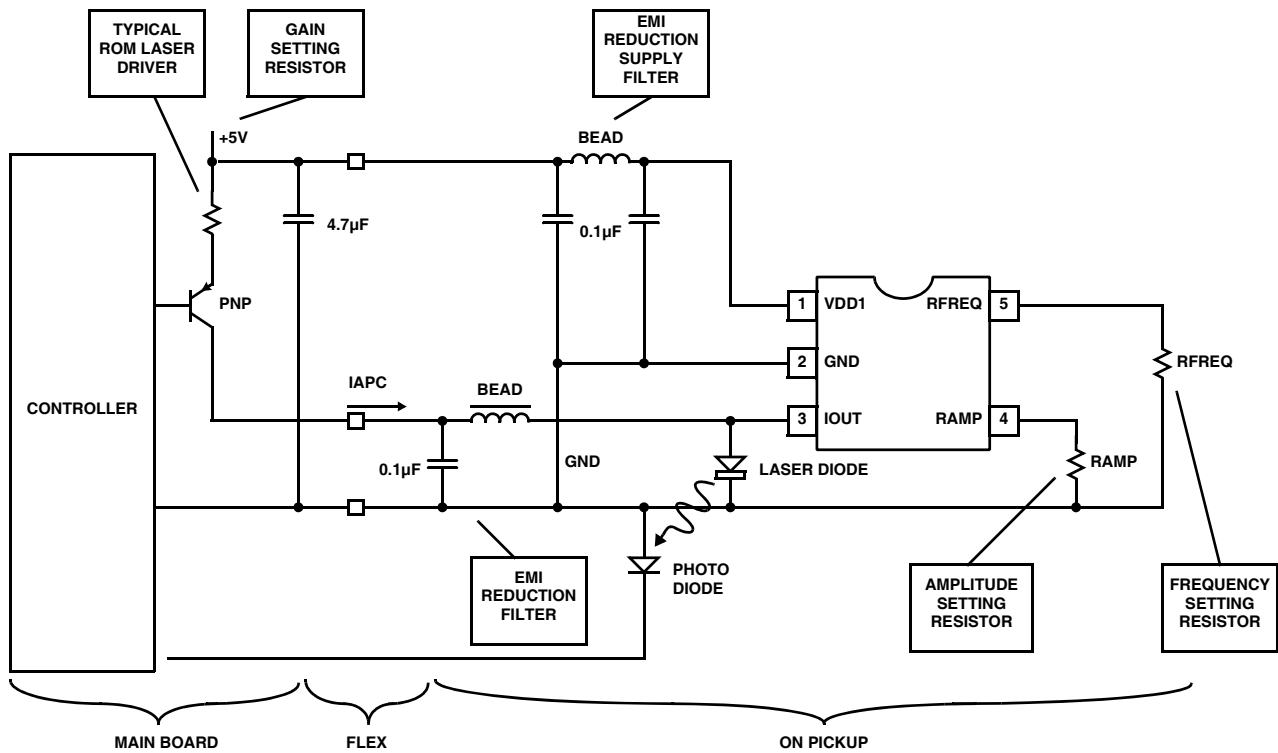 TYPICAL
ROM LASER
DRIVER
GAIN
SETTING
RESISTOR
EMI
REDUCTION
SUPPLY
FILTER
+5V
BEAD
4.7µF
0.1µF
PNP
1
VDD1
RFREQ
5
2
GND
RFREQ
CONTROLLER
IAPC
BEAD
3
IOUT
RAMP
4
0.1µF
GND
LASER DIODE
RAMP
PHOTO
DIODE
EMI
REDUCTION
FILTER
AMPLITUDE
SETTING
RESISTOR
FREQUENCY
SETTING
RESISTOR
MAIN BOARD
FLEX
ON PICKUP